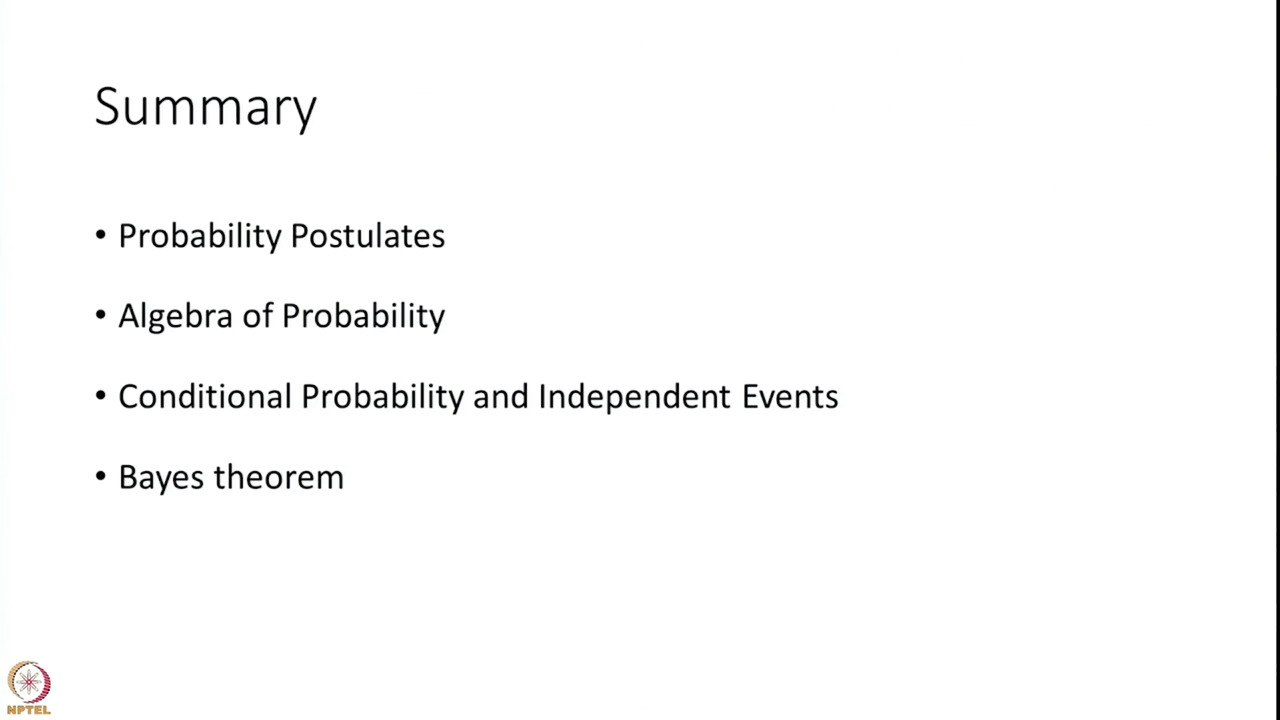 Summary
• Probability Postulates
• Algebra of Probability
• Conditional Probability and Independent Events
• Bayes theorem
NPTEL